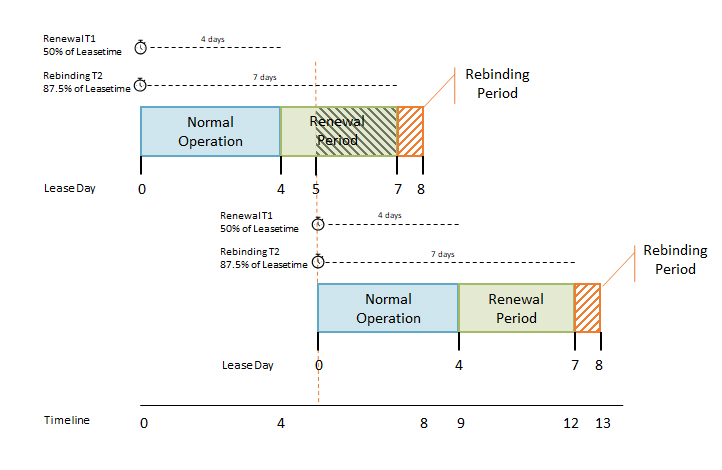 Renewal T1
50% of Leasetime
4 days
Rebinding T2
87.5% of Leasetime
7 days
Rebinding
Period
Normal
Operation
Renewal
Period
Lease Day
0 4 5 7 8
Renewal T1
50% of Leasetime
4 days
Rebinding T2
87.5% of Leasetime
7 days
Rebinding
Period
Normal
Operation
Renewal
Period
Lease Day
0 4 7 8
Timeline
0 4 8 9 12 13